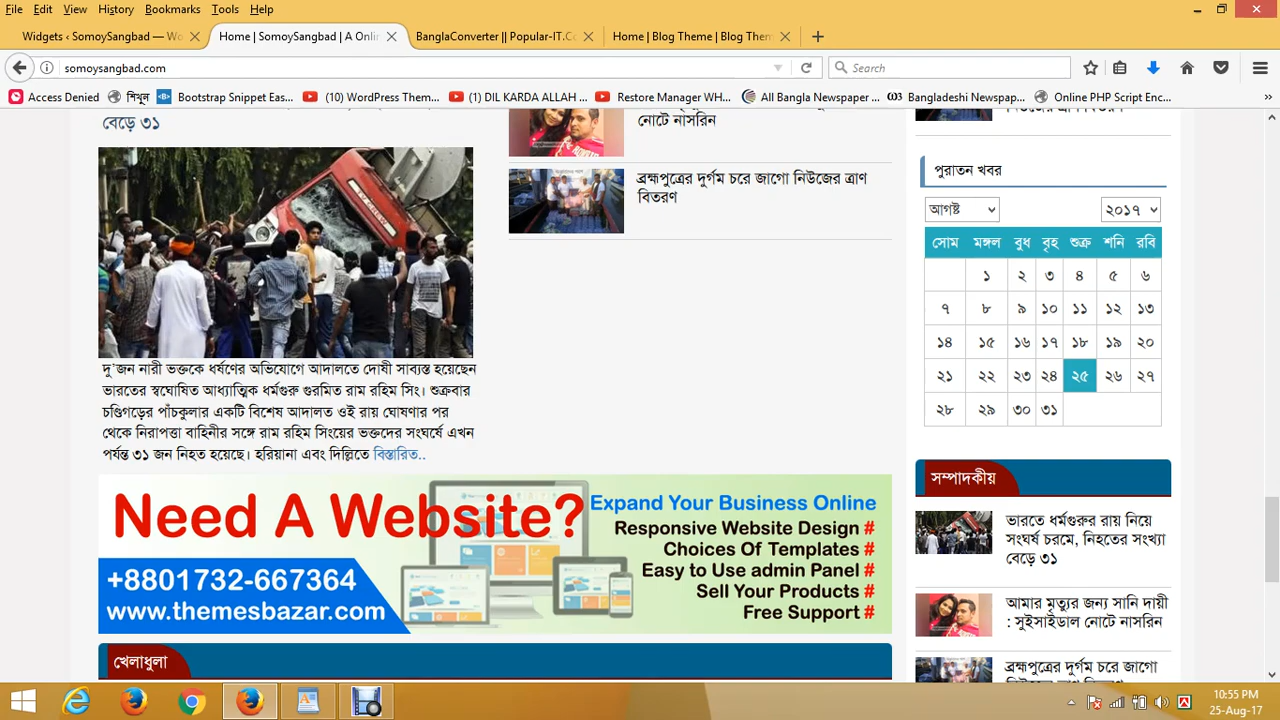 File Edit View History Bookmarks Tools Help
Widgets ‹ SomoySangbad — Wo
Home | SomoySangbad | A Onlin
BanglaConverter || Popular-IT.Co
Home | Blog Theme | Blog Them
somoysangbad.com
Search
Access Denied
শিশুল
Bootstrap Snippet Eas...
(10) WordPress Them...
(1) DIL KARDA ALLAH ...
Restore Manager WH...
All Bangla Newspaper ...
Bangladeshi Newspap...
Online PHP Script Enc...
বেড়ে ৩১
দু'জন নারী ভক্তকে ধর্ষণের অভিযোগে আদালতে দোষী সাব্যস্ত হয়েছেন
ভারতের স্বঘোষিত আধ্যাত্মিক ধর্মগুরু গুরমিত রাম রহিম সিং। শুক্রবার
চণ্ডিগড়ের পাঁচকুলার একটি বিশেষ আদালত ওই রায় ঘোষণার পর
থেকে নিরাপত্তা বাহিনীর সঙ্গে রাম রহিম সিংয়ের ভক্তদের সংঘর্ষে এখন
পর্যন্ত ৩১ জন নিহত হয়েছে। হরিয়ানা এবং দিল্লিতে বিস্তারিত..
নোটে নাসরিন
ব্রহ্মপুত্রের দুর্গম চরে জাগো নিউজের ত্রাণ
বিতরণ
Need A Website?
+8801732-667364
www.themesbazar.com
Expand Your Business Online
Responsive Website Design #
Choices Of Templates #
Easy to Use admin Panel #
Sell Your Products #
Free Support #
খেলাধুলা
পুরাতন খবর
আগষ্ট ২০১৭
সোম মঙ্গল বুধ বৃহ শুক্র শনি রবি
১ ২ ৩ ৪ ৫ ৬
৭ ৮ ৯ ১০ ১১ ১২ ১৩
১৪ ১৫ ১৬ ১৭ ১৮ ১৯ ২০
২১ ২২ ২৩ ২৪ ২৫ ২৬ ২৭
২৮ ২৯ ৩০ ৩১
সম্পাদকীয়
ভারতে ধর্মগুরুর রায় নিয়ে
সংঘর্ষ চরমে, নিহতের সংখ্যা
বেড়ে ৩১
আমার মৃত্যুর জন্য সানি দায়ী
: সুইসাইডাল নোটে নাসরিন
ব্রহ্মপুত্রের দুর্গম চরে জাগো
10:55 PM
25-Aug-17